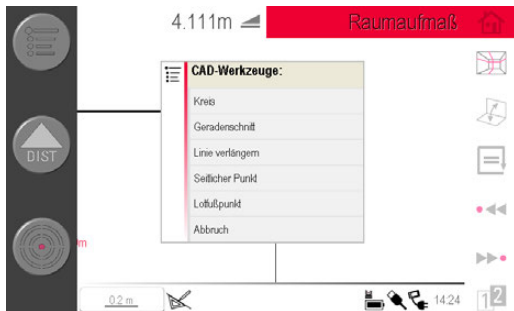 4.111m
Raumaufmaß
CAD-Werkzeuge:
Kreis
Geradenschnitt
Linie verlängern
Seitlicher Punkt
Lotfußpunkt
Abbruch
DIST
m
0.2 m
14:24
1 2